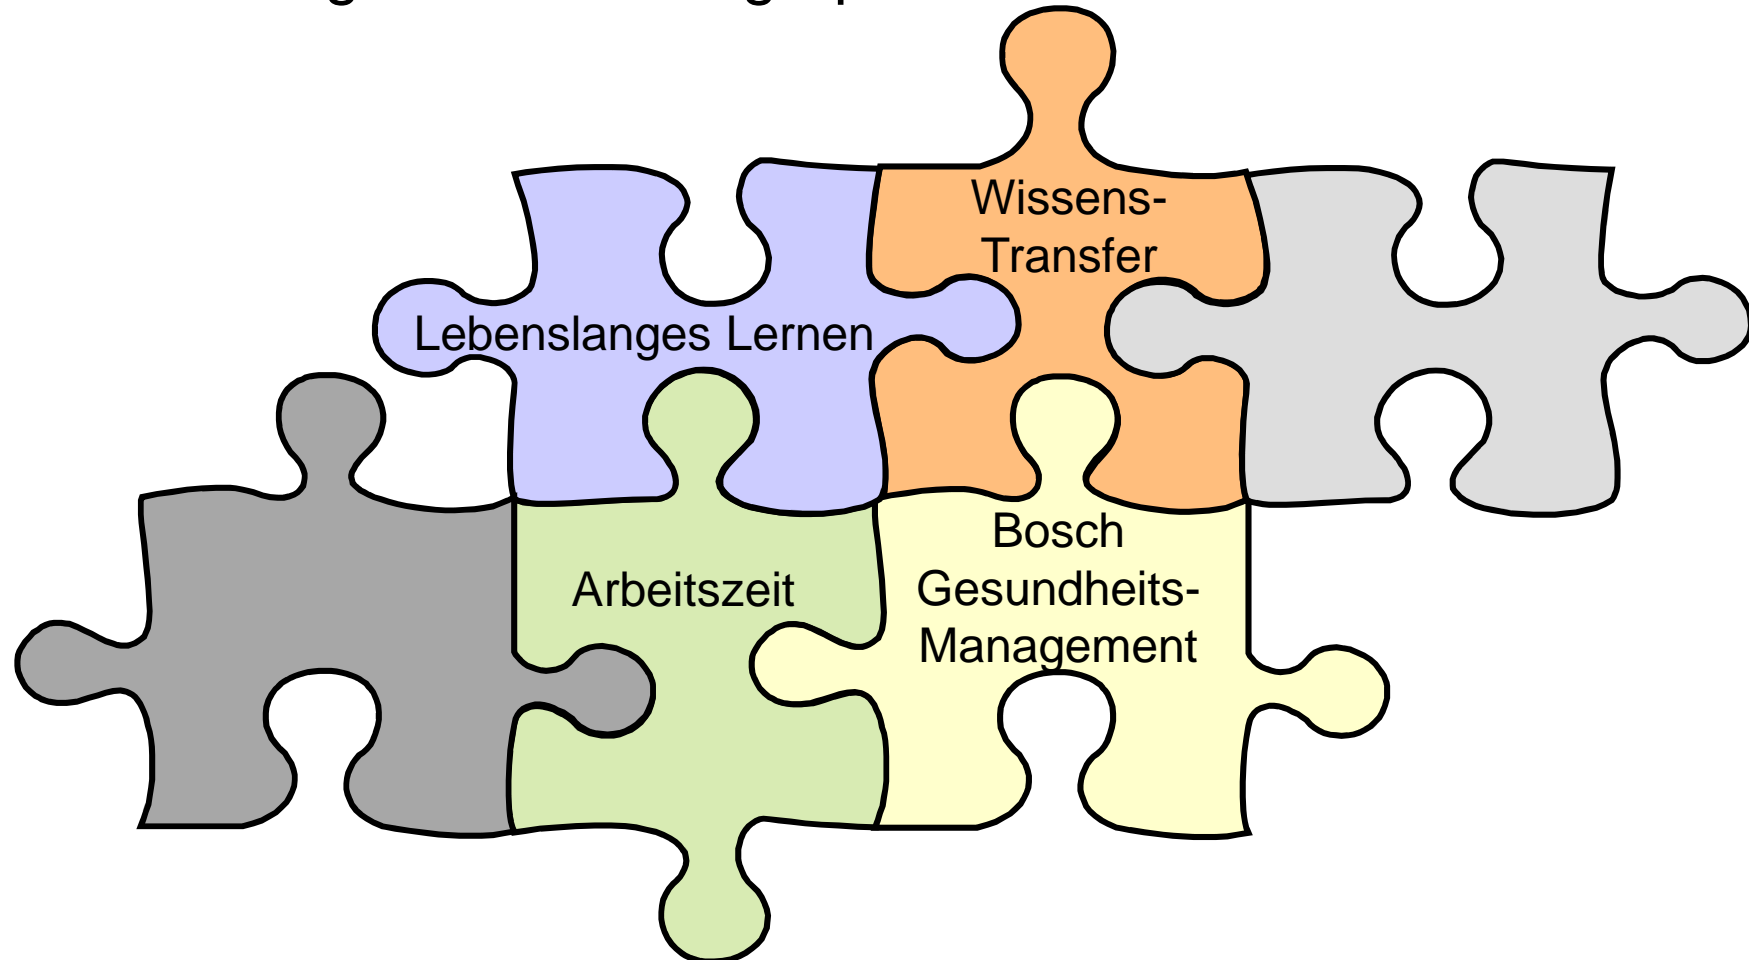 Wissens-
Transfer
Lebenslanges Lernen
Arbeitszeit
Bosch
Gesundheits-
Management